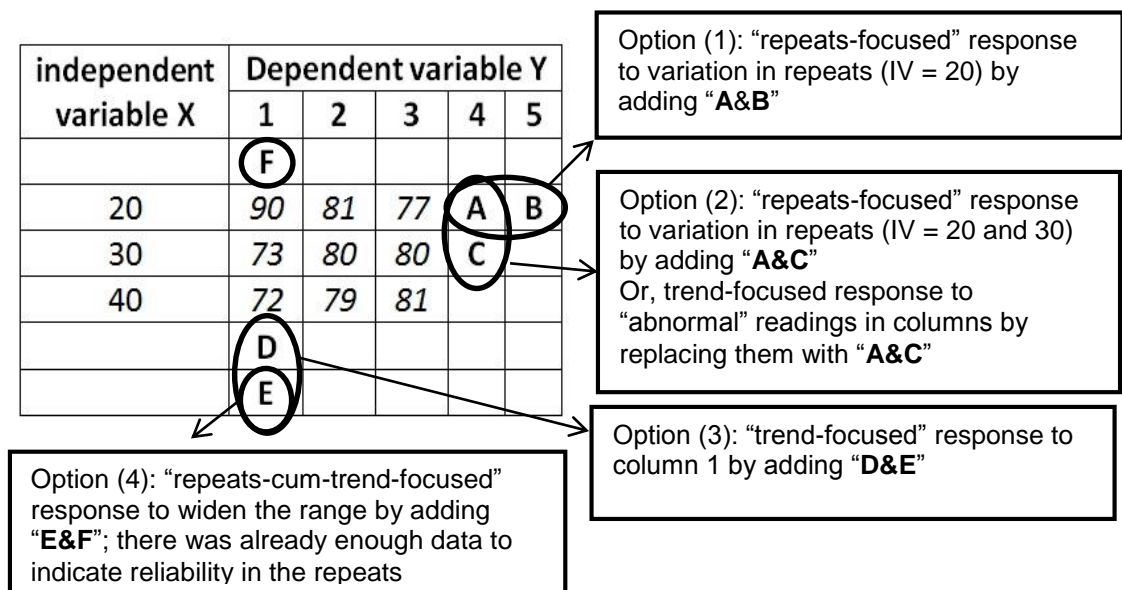 independent variable X Dependent variable Y
1 2 3 4 5
F
20 90 81 77 A B
30 73 80 80 C
40 72 79 81
D
E
Option (1): “repeats-focused” response
to variation in repeats (IV = 20) by
adding “A&B”
Option (2): “repeats-focused” response
to variation in repeats (IV = 20 and 30)
by adding “A&C”
Or, trend-focused response to
“abnormal” readings in columns by
replacing them with “A&C”
Option (3): “trend-focused” response to
column 1 by adding “D&E”
Option (4): “repeats-cum-trend-focused”
response to widen the range by adding
“E&F”; there was already enough data to
indicate reliability in the repeats